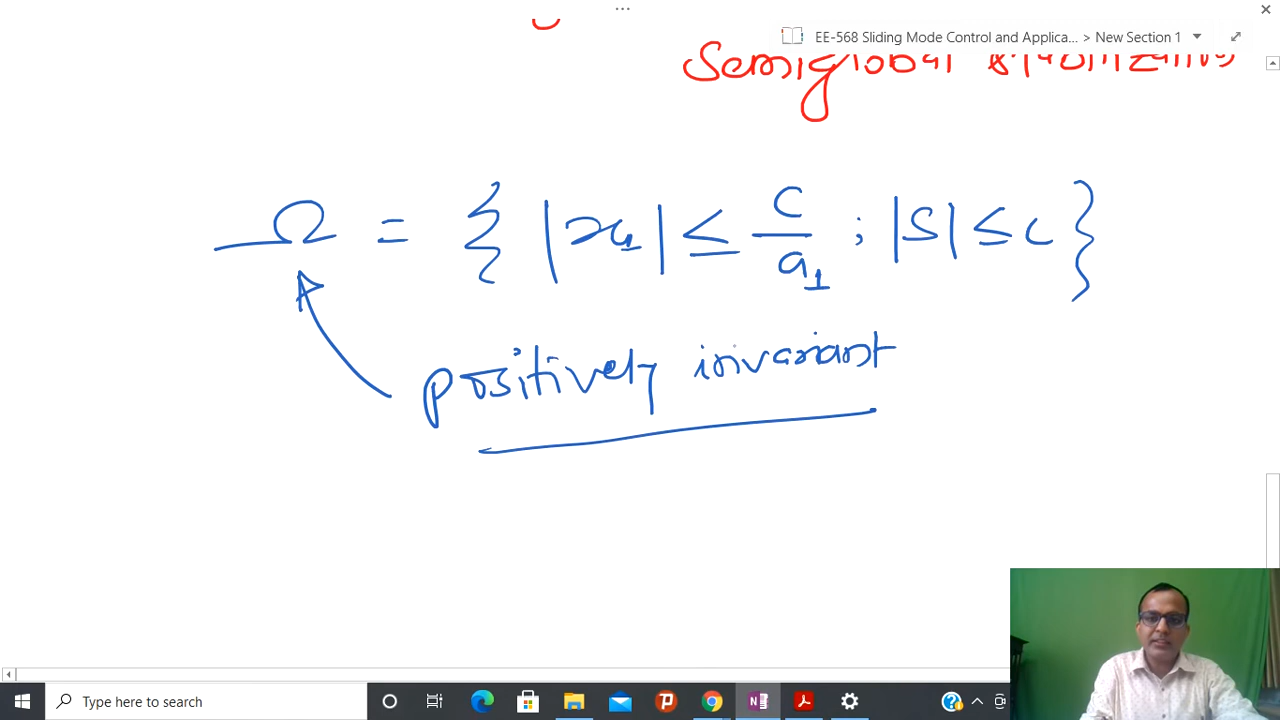 EE-568 Sliding Mode Control and Applica... > New Section 1
Semiglobal
Ω = { |x₁| ≤ c/a₁ ; |s| ≤ c }
positively invariant
Type here to search